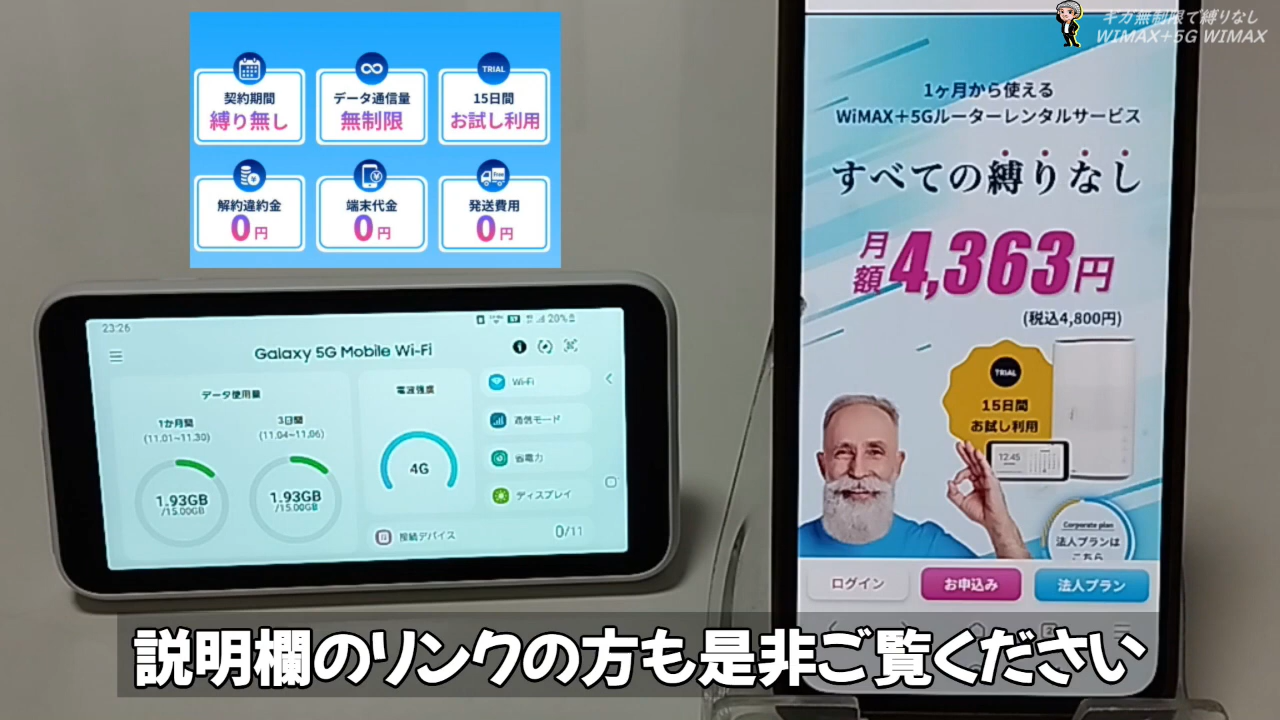 ギガ無制限で縛りなし
WIMAX+5G WIMAX
契約期間
縛り無し
データ通信量
無制限
TRIAL
15日間
お試し利用
解約違約金
0円
端末代金
0円
Free
発送費用
0円
23:26
20%
Galaxy 5G Mobile Wi-Fi
データ使用量
1か月間
(11.01~11.30)
1.93GB
/15.00GB
3日間
(11.04~11.06)
1.93GB
/15.00GB
電波強度
4G
Wi-Fi
通信モード
省電力
ディスプレイ
接続デバイス
0/11
1ヶ月から使える
WiMAX+5Gルーターレンタルサービス
すべての縛りなし
月額4,363円
(税込4,800円)
TRIAL
15日間
お試し利用
12:45
Corporate plan
法人プランは
こちら
ログイン
お申込み
法人プラン
説明欄のリンクの方も是非ご覧ください